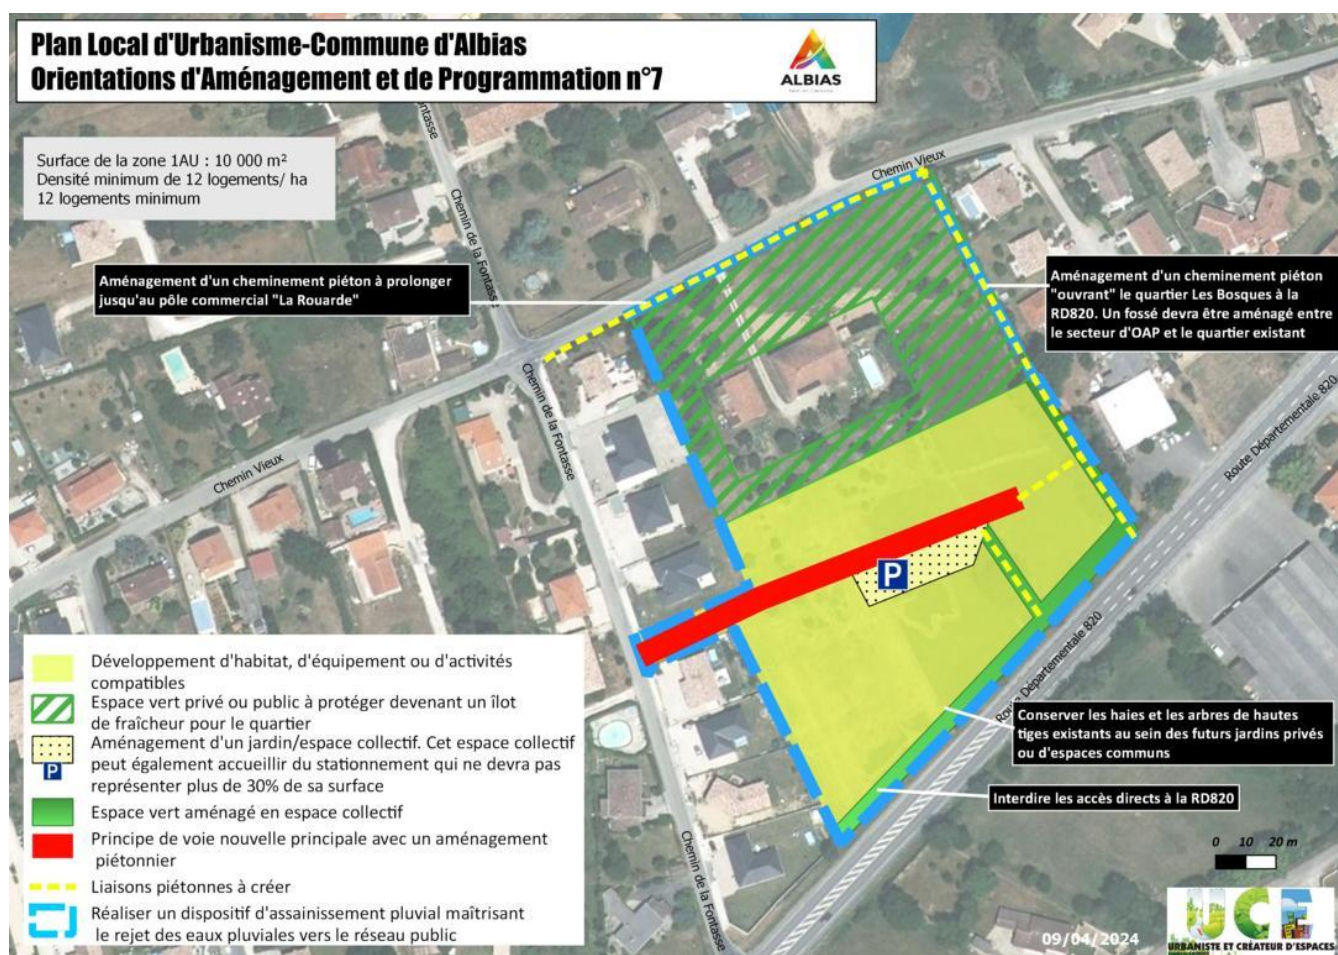 Plan Local d'Urbanisme-Commune d'Albias
Orientations d'Aménagement et de Programmation n°7
ALBIAS
Surface de la zone 1AU : 10 000 m²
Densité minimum de 12 logements/ ha
12 logements minimum
Fontasse
Chemin de la Fontasse
Chemin Vieux
Aménagement d'un cheminement piéton à prolonger
jusqu'au pôle commercial "La Rouarde"
Aménagement d'un cheminement piéton
"ouvrant" le quartier Les Bosques à la
RD820. Un fossé devra être aménagé entre
le secteur d'OAP et le quartier existant
Chemin de la Fontasse
Chemin Vieux
Route Départementale 820
P
Route Départementale 820
Conserver les haies et les arbres de hautes
tiges existants au sein des futurs jardins privés
ou d'espaces communs
Interdire les accès directs à la RD820
Chemin de la Fontasse
Développement d'habitat, d'équipement ou d'activités
compatibles
Espace vert privé ou public à protéger devenant un îlot
de fraîcheur pour le quartier
Aménagement d'un jardin/espace collectif. Cet espace collectif
peut également accueillir du stationnement qui ne devra pas
représenter plus de 30% de sa surface
P
Espace vert aménagé en espace collectif
Principe de voie nouvelle principale avec un aménagement
piétonnier
Liaisons piétonnes à créer
Réaliser un dispositif d'assainissement pluvial maîtrisant
le rejet des eaux pluviales vers le réseau public
0 10 20 m
09/04/2024
UCE
URBANISTE ET CRÉATEUR D'ESPACES